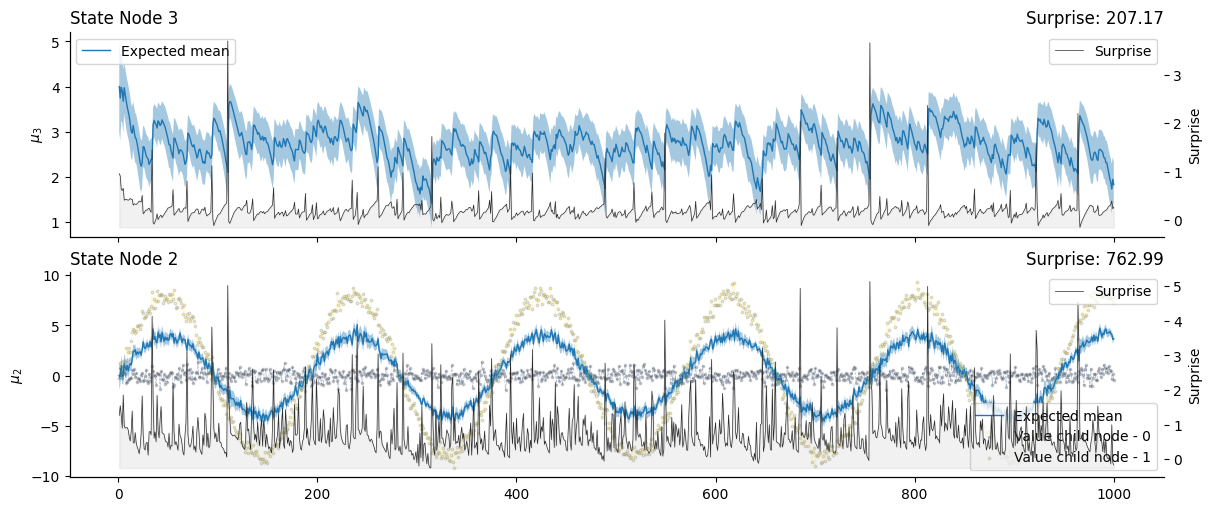 State Node 3
Surprise: 207.17
Expected mean
Surprise
5
4
3
2
1
μ3
3
2
1
0
Surprise
State Node 2
Surprise: 762.99
Surprise
10
5
0
−5
−10
μ2
5
4
3
2
1
0
Surprise
Expected mean
Value child node - 0
Value child node - 1
0
200
400
600
800
1000